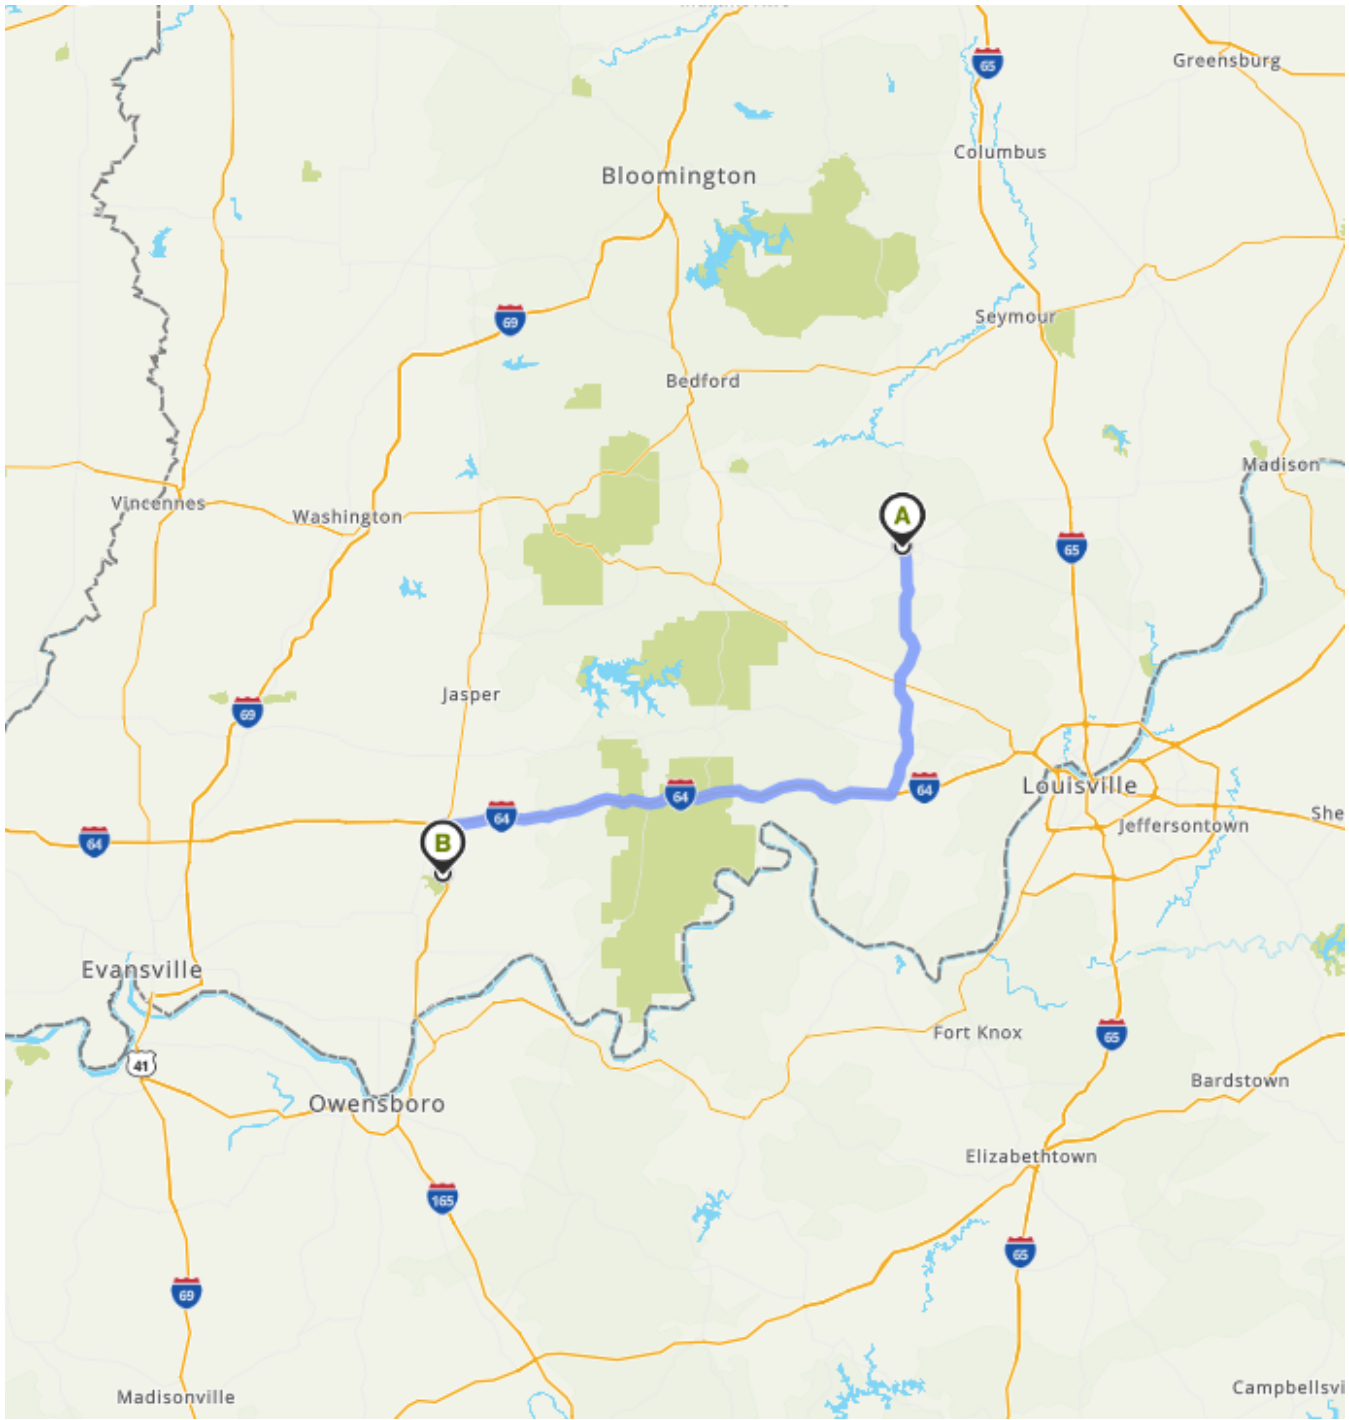 65
Greensburg
Columbus
Bloomington
69
Seymour
Bedford
Madison
Vincennes
Washington
A
65
Jasper
69
64
64
64
Louisville
B
64
Jeffersontown
She
Evansville
Fort Knox
65
41
Bardstown
Owensboro
Elizabethtown
165
65
69
Madisonville
Campbellsvi